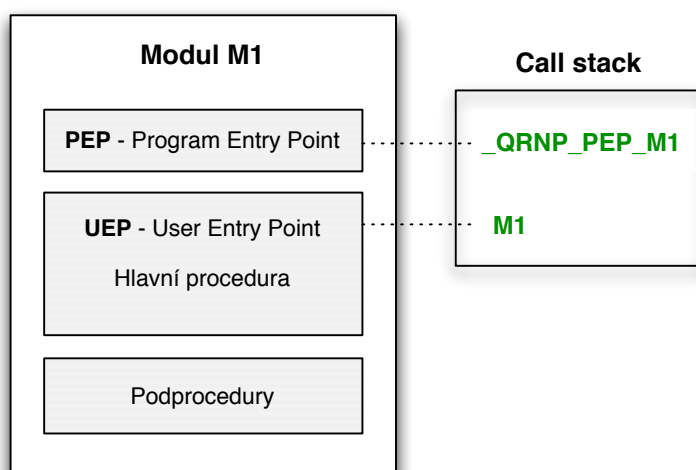 Modul M1
Call stack
PEP - Program Entry Point
_QRNP_PEP_M1
UEP - User Entry Point
M1
Hlavní procedura
Podprocedury